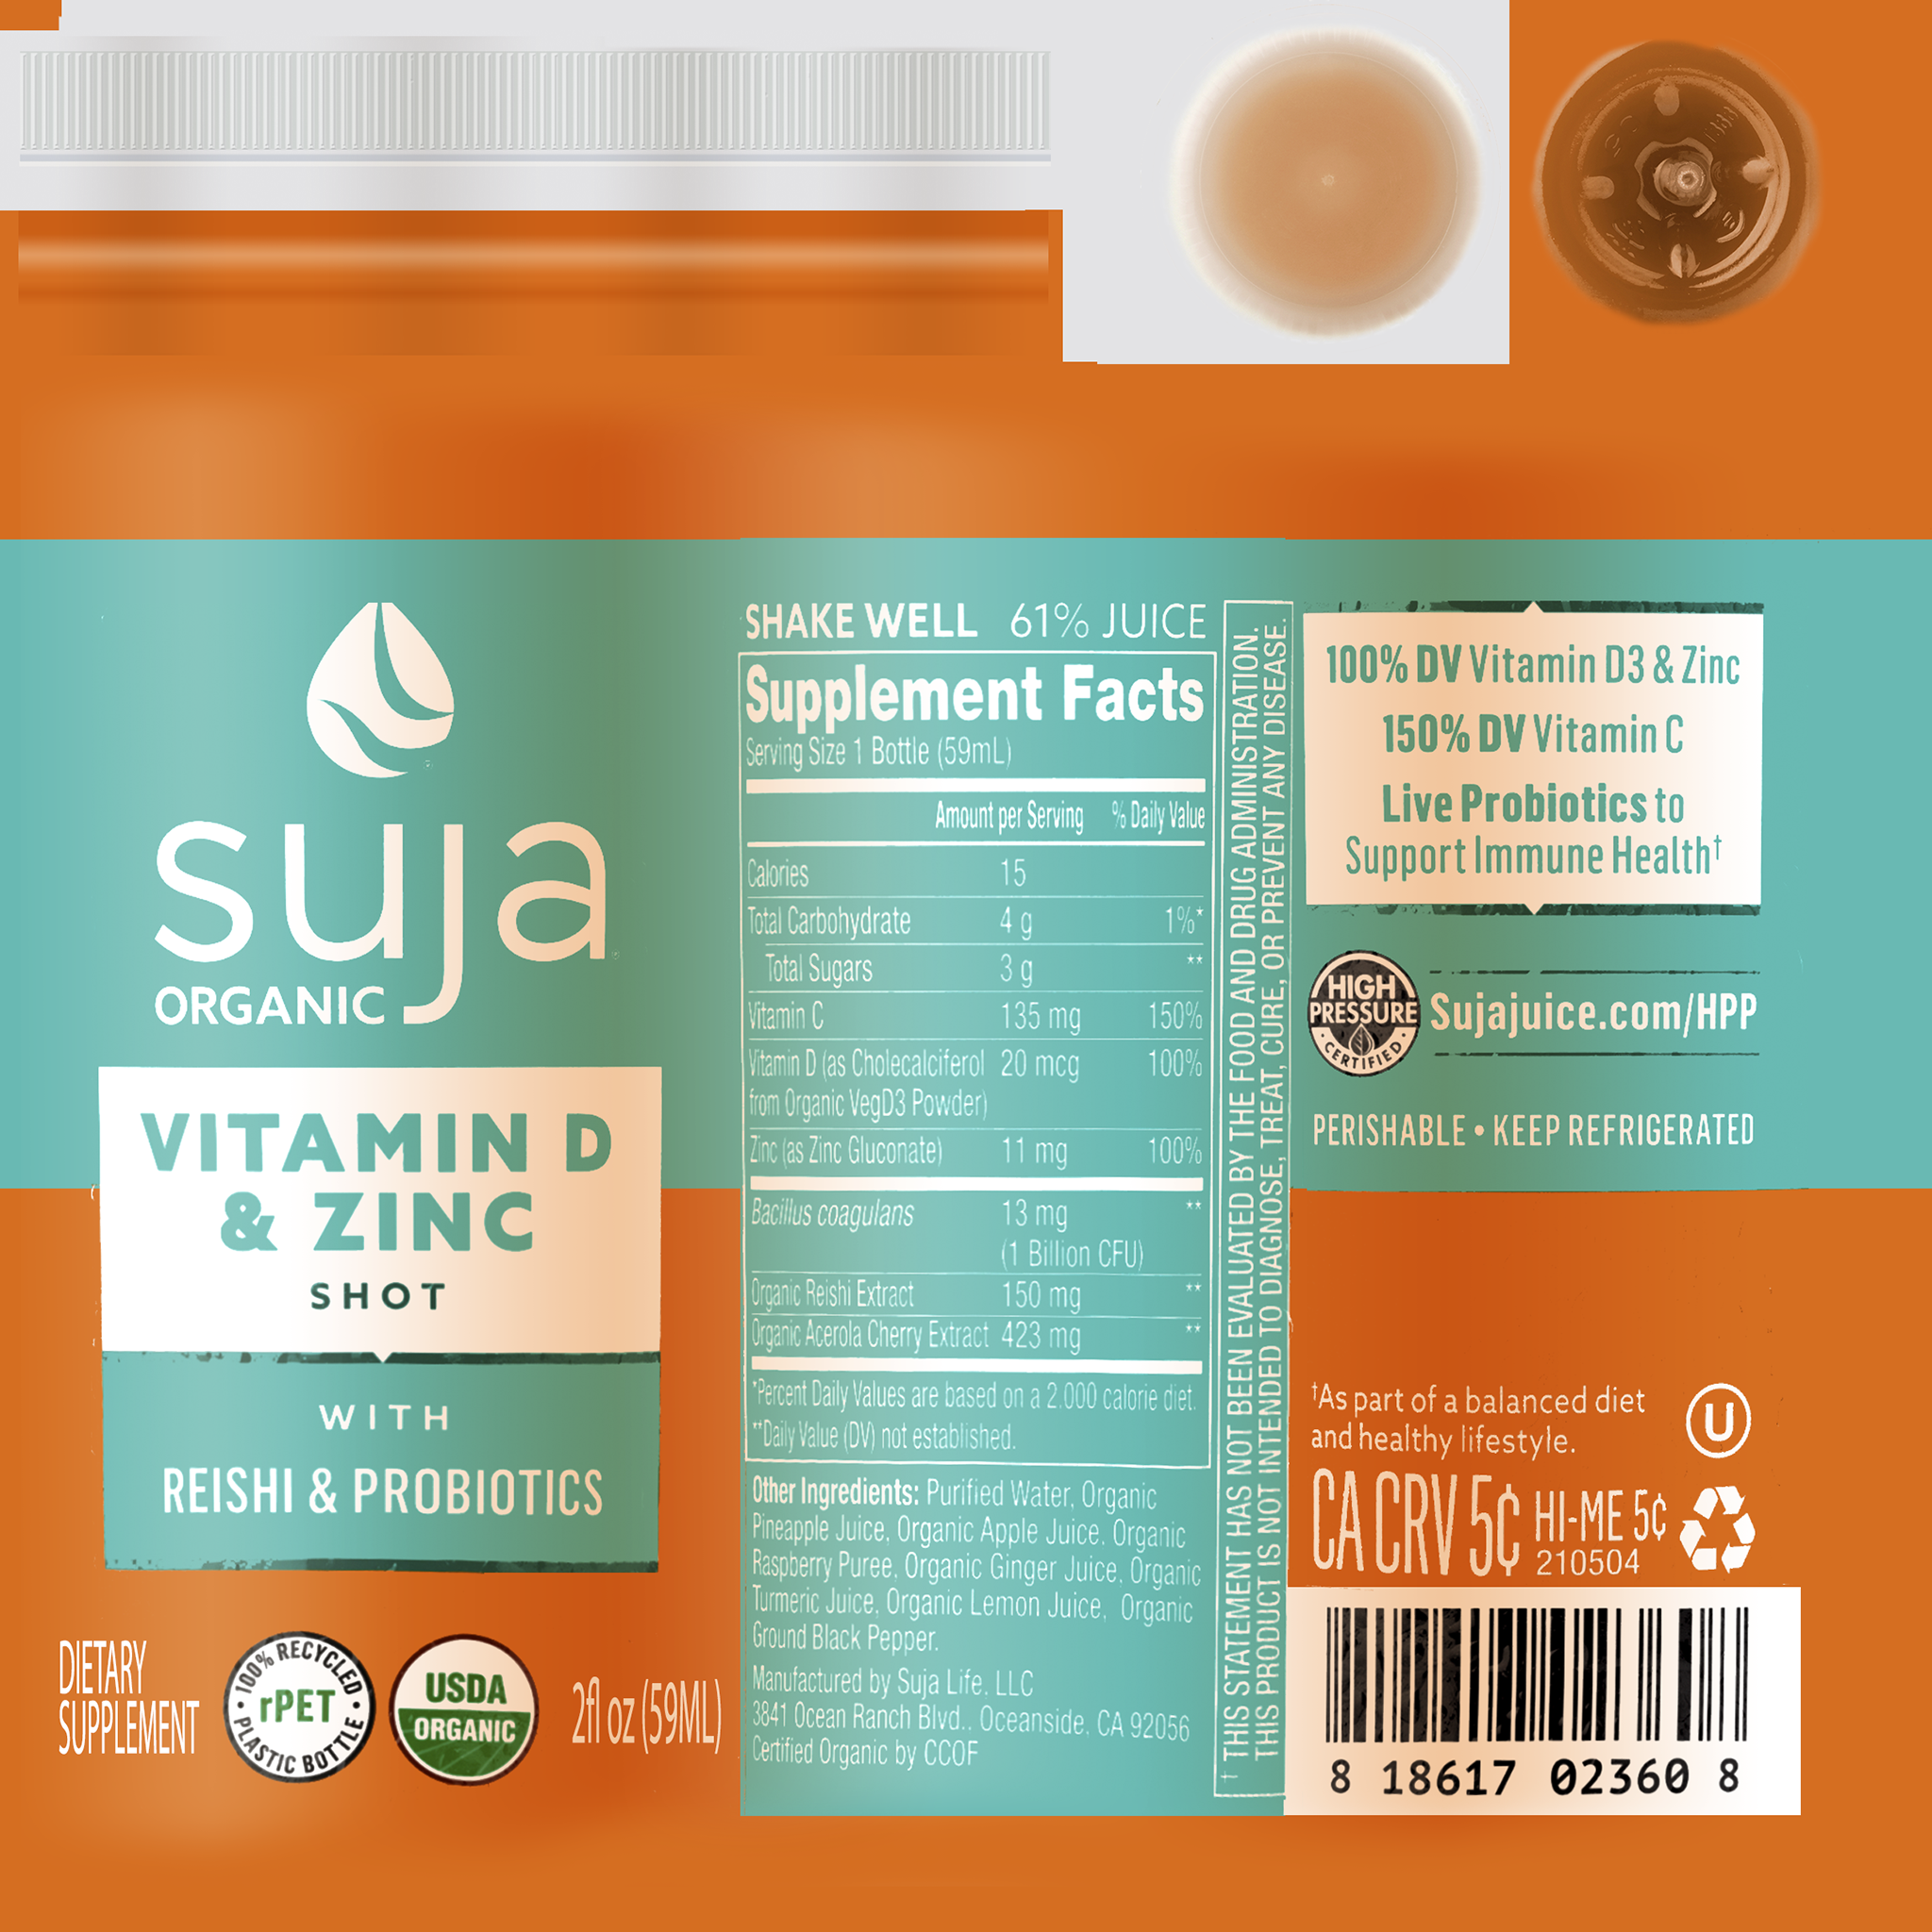 suja
ORGANIC
VITAMIN D
& ZINC
SHOT
WITH
REISHI & PROBIOTICS
DIETARY
SUPPLEMENT
100% RECYCLED
rPET
PLASTIC BOTTLE
USDA
ORGANIC
2fl oz (59ML)
SHAKE WELL 61% JUICE
Supplement Facts
Serving Size 1 Bottle (59mL)
Amount per Serving % Daily Value
Calories 15
Total Carbohydrate 4 g 1%*
Total Sugars 3 g **
Vitamin C 135 mg 150%
Vitamin D (as Cholecalciferol 20 mcg 100%
from Organic VegD3 Powder)
Zinc (as Zinc Gluconate) 11 mg 100%
Bacillus coagulans 13 mg **
(1 Billion CFU)
Organic Reishi Extract 150 mg **
Organic Acerola Cherry Extract 423 mg **
*Percent Daily Values are based on a 2.000 calorie diet.
**Daily Value (DV) not established.
Other Ingredients: Purified Water, Organic
Pineapple Juice, Organic Apple Juice. Organic
Raspberry Puree, Organic Ginger Juice, Organic
Turmeric Juice, Organic Lemon Juice, Organic
Ground Black Pepper.
Manufactured by Suja Life. LLC
3841 Ocean Ranch Blvd.. Oceanside. CA 92056
Certified Organic by CCOF
† THIS STATEMENT HAS NOT BEEN EVALUATED BY THE FOOD AND DRUG ADMINISTRATION.
THIS PRODUCT IS NOT INTENDED TO DIAGNOSE, TREAT, CURE, OR PREVENT ANY DISEASE.
100% DV Vitamin D3 & Zinc
150% DV Vitamin C
Live Probiotics to
Support Immune Health†
HIGH
PRESSURE
CERTIFIED
Sujajuice.com/HPP
PERISHABLE • KEEP REFRIGERATED
†As part of a balanced diet
and healthy lifestyle.
U
CA CRV 5¢ HI-ME 5¢
210504
8 18617 02360 8